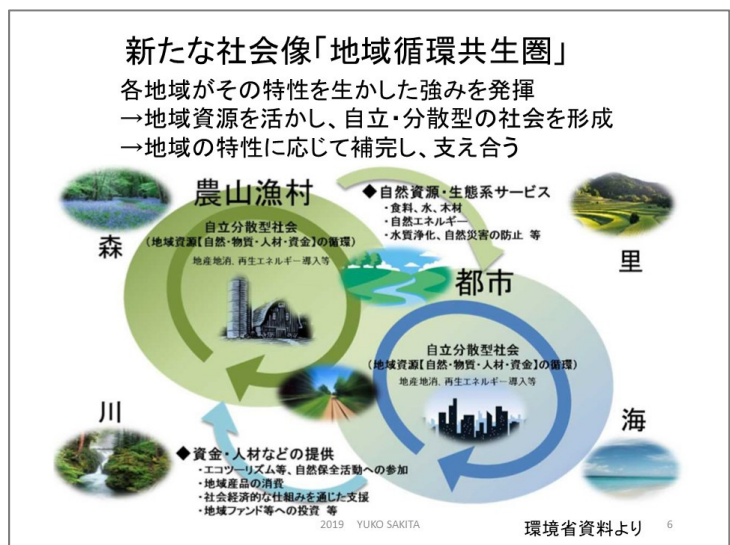 新たな社会像「地域循環共生圏」
各地域がその特性を生かした強みを発揮
→地域資源を活かし、自立・分散型の社会を形成
→地域の特性に応じて補完し、支え合う
農山漁村
森
自立分散型社会
(地域資源【自然・物質・人材・資金】の循環)
地産地消、再生エネルギー導入等
◆自然資源・生態系サービス
・食料、水、木材
・自然エネルギー
・水質浄化、自然災害の防止 等
里
都市
自立分散型社会
(地域資源【自然・物質・人材・資金】の循環)
地産地消、再生エネルギー導入等
川
海
◆資金・人材などの提供
・エコツーリズム等、自然保全活動への参加
・地域産品の消費
・社会経済的な仕組みを通じた支援
・地域ファンド等への投資 等
2019 YUKO SAKITA
環境省資料より
6